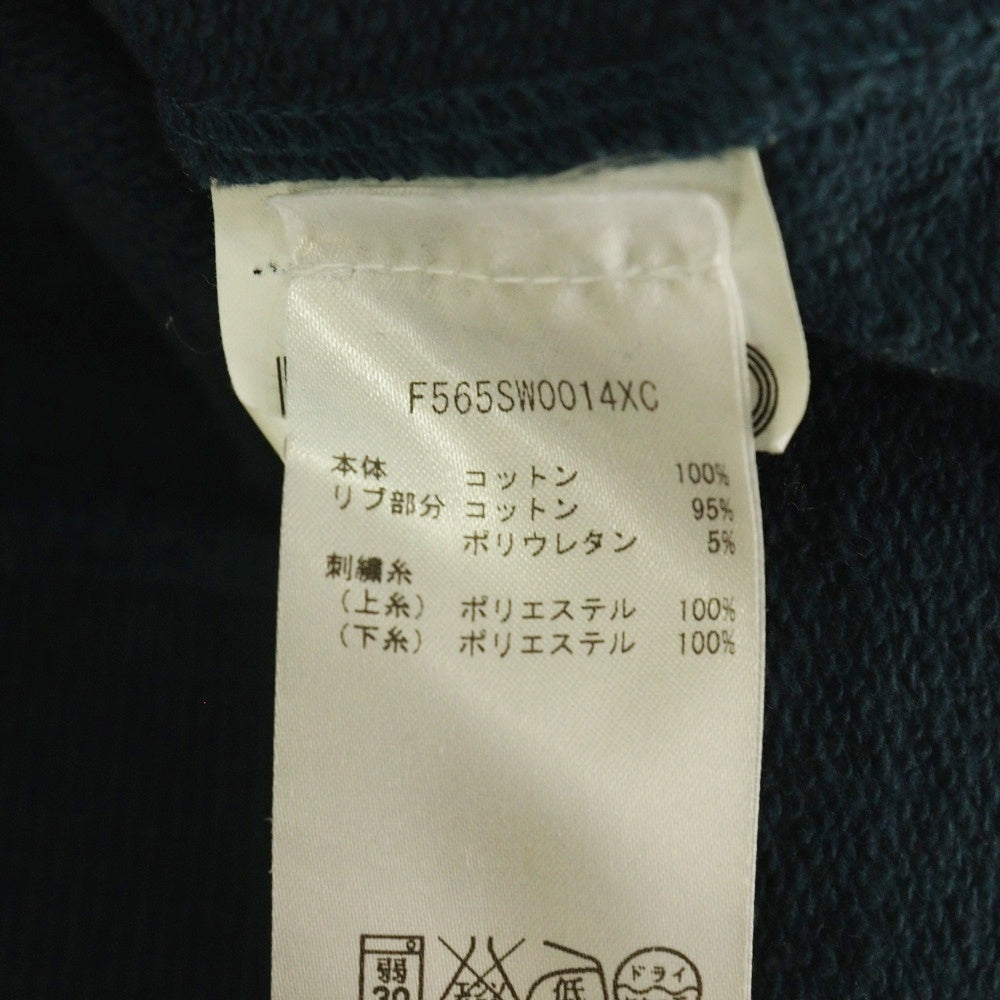 F565SW0014XC
本体 コットン 100%
リブ部分 コットン 95%
ポリウレタン 5%
刺繍糸
(上糸) ポリエステル 100%
(下糸) ポリエステル 100%
弱 低 ドライ
30